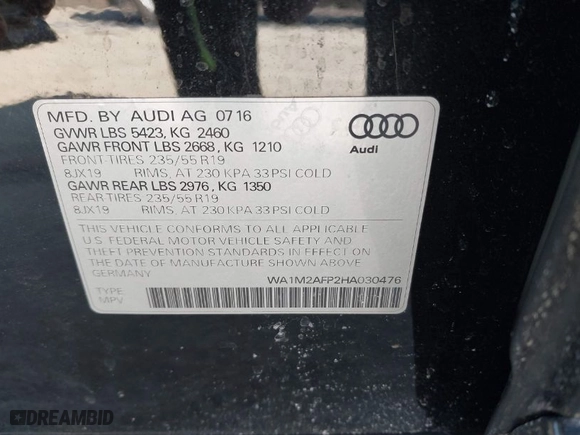 MFD. BY AUDI AG 07 16
GVWR LBS 5423, KG 2460
GAWR FRONT LBS 2668, KG 1210
FRONT TIRES 235/55 R19
8JX19 RIMS, AT 230 KPA 33 PSI COLD
GAWR REAR LBS 2976, KG 1350
REAR TIRES 235/55 R19
8JX19 RIMS, AT 230 KPA 33 PSI COLD
Audi
THIS VEHICLE CONFORMS TO ALL APPLICABLE
U.S. FEDERAL MOTOR VEHICLE SAFETY AND
THEFT PREVENTION STANDARDS IN EFFECT ON
THE DATE OF MANUFACTURE SHOWN ABOVE.
GERMANY WA1M2AFP2HA030476
TYPE
MPV
DREAMBID